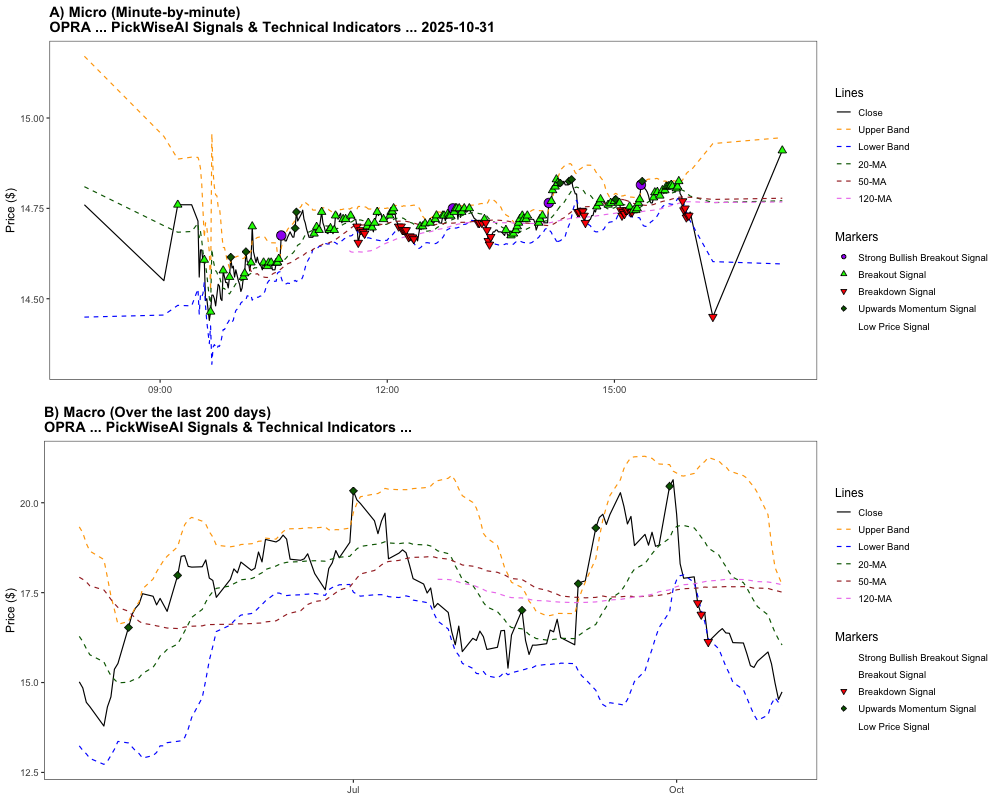 A) Micro (Minute-by-minute)
OPRA ... PickWiseAI Signals & Technical Indicators ... 2025-10-31
Price ($)
15.00
14.75
14.50
09:00
12:00
15:00
Lines
Close
Upper Band
Lower Band
20-MA
50-MA
120-MA
Markers
Strong Bullish Breakout Signal
Breakout Signal
Breakdown Signal
Upwards Momentum Signal
Low Price Signal
B) Macro (Over the last 200 days)
OPRA ... PickWiseAI Signals & Technical Indicators ...
Price ($)
20.0
17.5
15.0
12.5
Jul
Oct
Lines
Close
Upper Band
Lower Band
20-MA
50-MA
120-MA
Markers
Strong Bullish Breakout Signal
Breakout Signal
Breakdown Signal
Upwards Momentum Signal
Low Price Signal